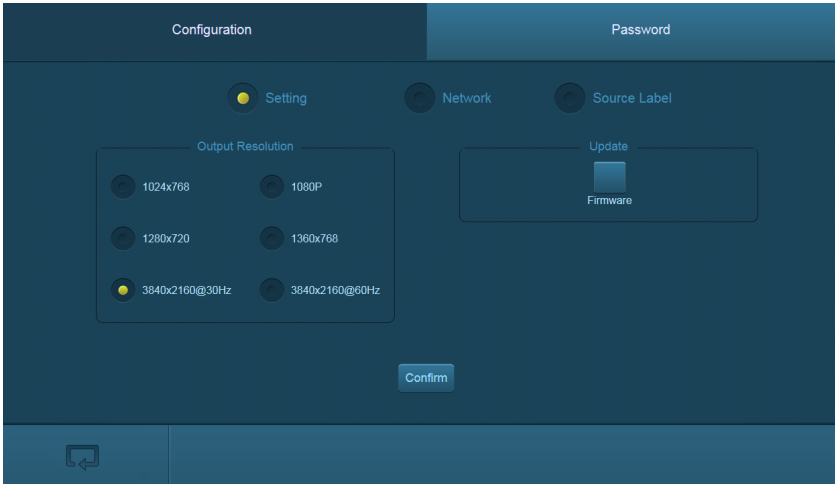 Configuration
Password
Setting
Network
Source Label
Output Resolution
Update
1024x768
1080P
Firmware
1280x720
1360x768
3840x2160@30Hz
3840x2160@60Hz
Confirm